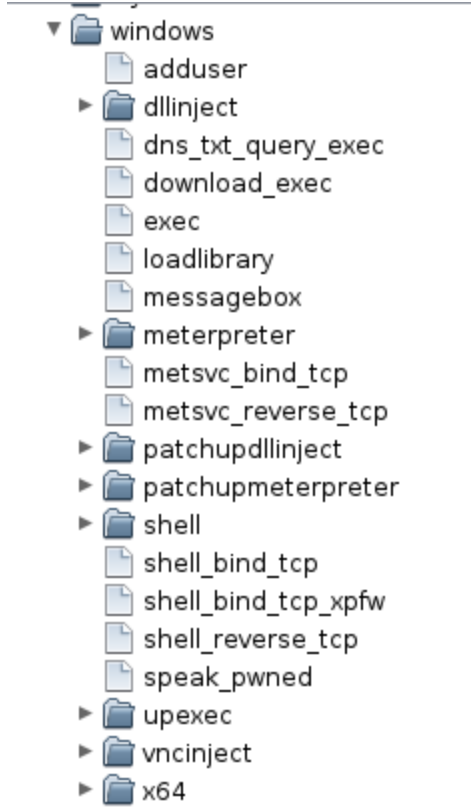 windows
adduser
dllinject
dns_txt_query_exec
download_exec
exec
loadlibrary
messagebox
meterpreter
metsvc_bind_tcp
metsvc_reverse_tcp
patchupdllinject
patchupmeterpreter
shell
shell_bind_tcp
shell_bind_tcp_xpfw
shell_reverse_tcp
speak_pwned
upexec
vncinject
x64